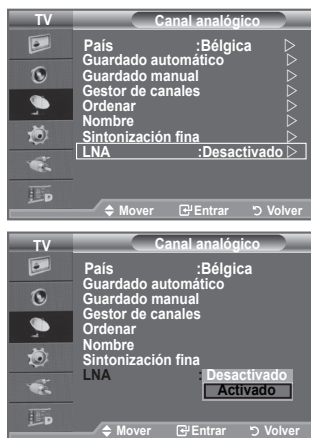 TV Canal analógico
País :Bélgica
Guardado automático
Guardado manual
Gestor de canales
Ordenar
Nombre
Sintonización fina
LNA :Desactivado
Mover Entrar Volver
TV Canal analógico
País :Bélgica
Guardado automático
Guardado manual
Gestor de canales
Ordenar
Nombre
Sintonización fina
LNA : Desactivado
Activado
Mover Entrar Volver